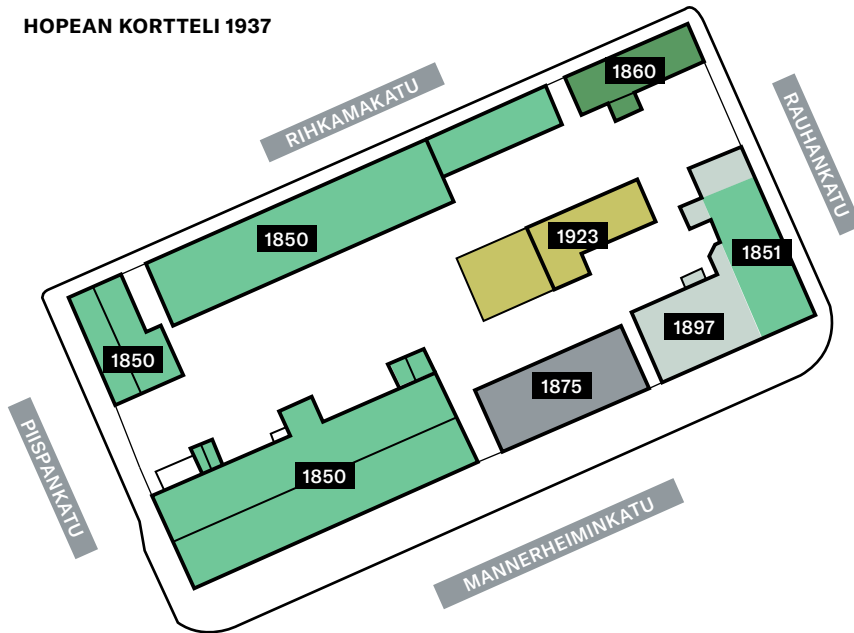 HOPEAN KORTTELI 1937
1860
RIHKAMAKATU
RAUHANKATU
1850
1923
1851
1897
1850
1875
PIISPANKATU
1850
MANNERHEIMINKATU